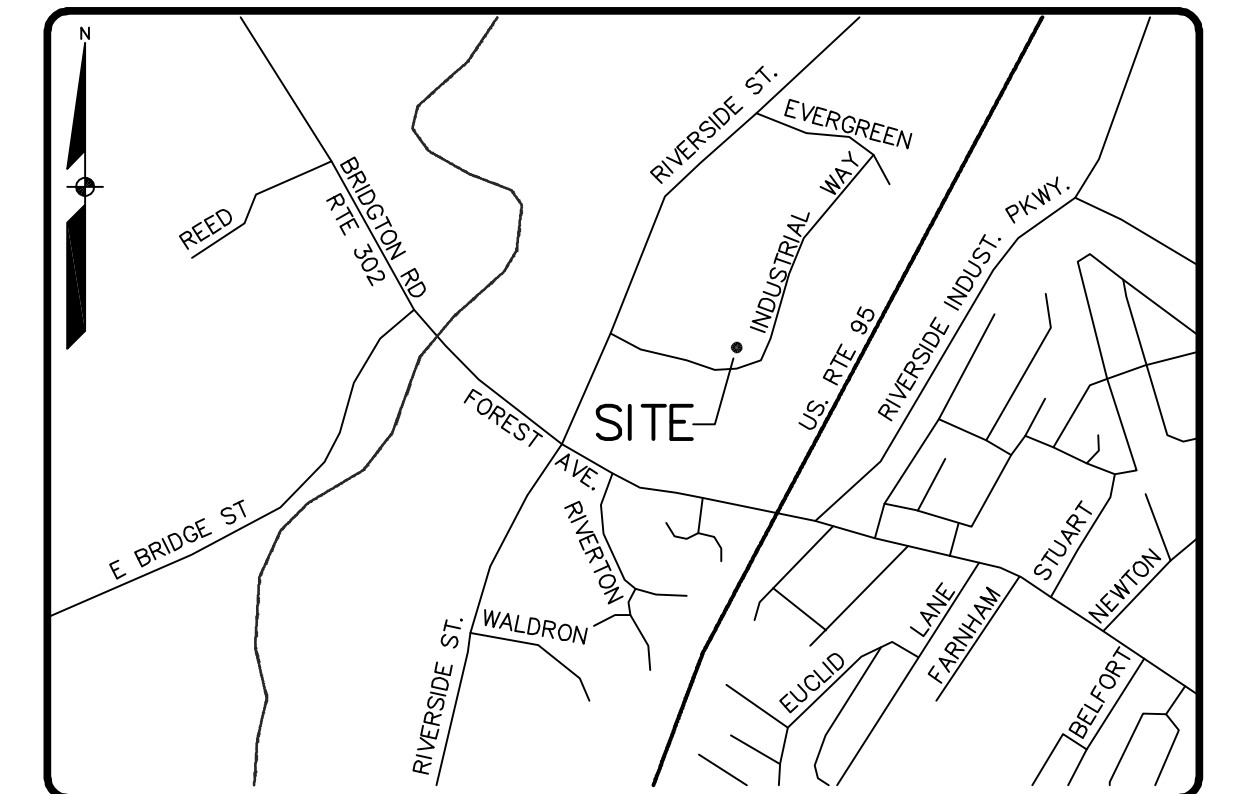 N
RIVERSIDE ST.
EVERGREEN
BRIDGTON RD
RTE 302
REED
INDUSTRIAL WAY
RIVERSIDE INDUST. PKWY.
US. RTE 95
SITE
FOREST AVE.
E BRIDGE ST
RIVERTON
STUART
NEWTON
WALDRON
LANE
FARNHAM
RIVERSIDE ST.
EUCLID
BELFORT